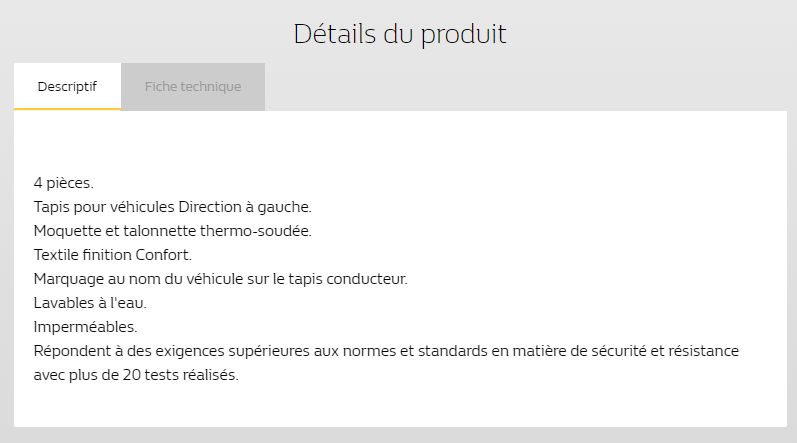 Détails du produit
Descriptif
Fiche technique
4 pièces.
Tapis pour véhicules Direction à gauche.
Moquette et talonnette thermo-soudée.
Textile finition Confort.
Marquage au nom du véhicule sur le tapis conducteur.
Lavables à l'eau.
Imperméables.
Répondent à des exigences supérieures aux normes et standards en matière de sécurité et résistance
avec plus de 20 tests réalisés.